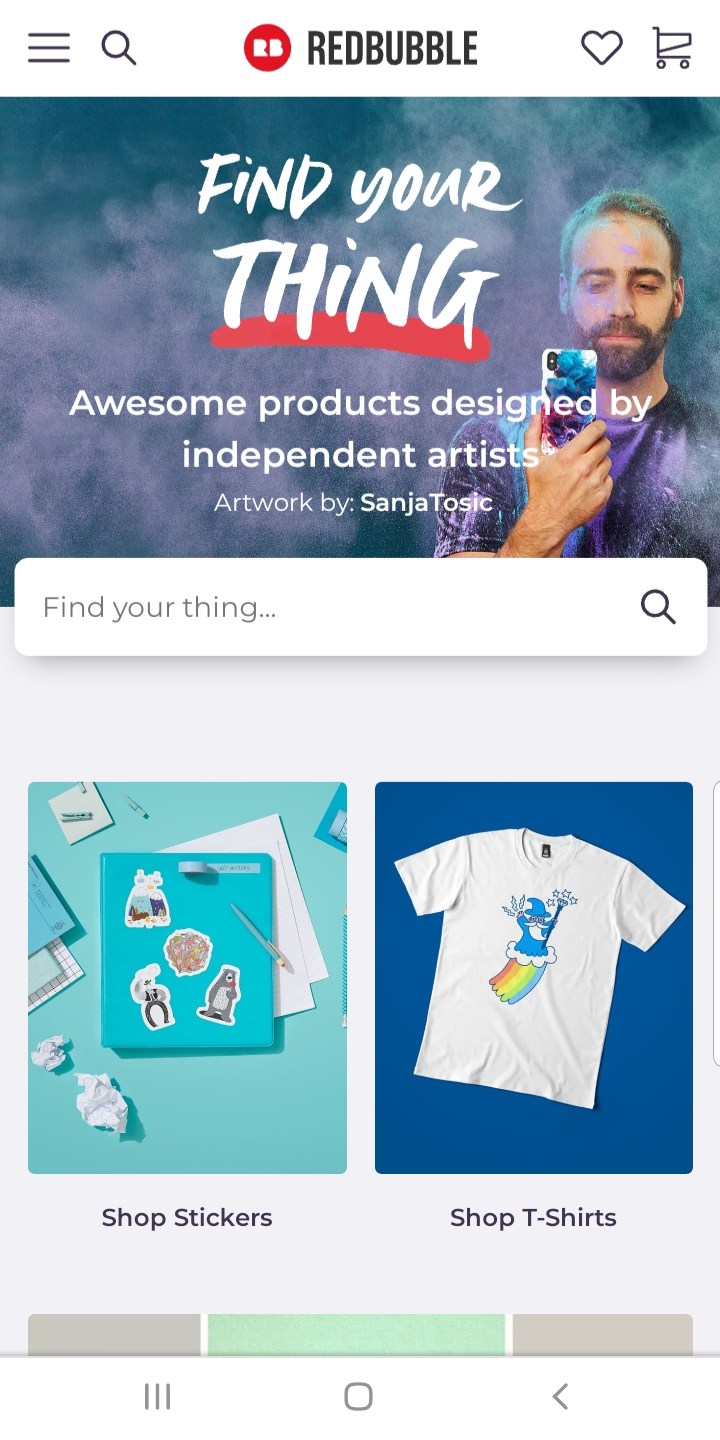 RB REDBUBBLE
FiND youR
THiNG
Awesome products designed by
independent artists
Artwork by: SanjaTosic
Find your thing...
Shop Stickers
Shop T-Shirts